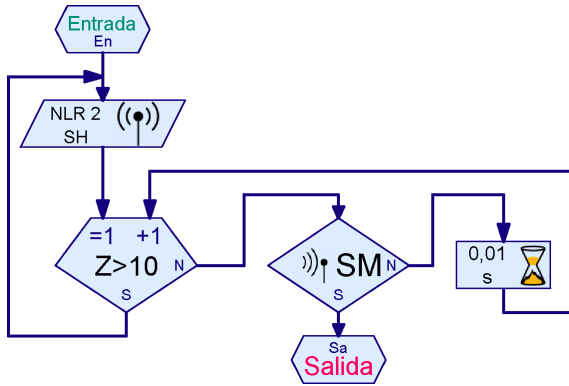 Entrada
En
NLR 2
SH
=1 +1
Z>10
N
S
SM
N
S
0,01
s
Sa
Salida